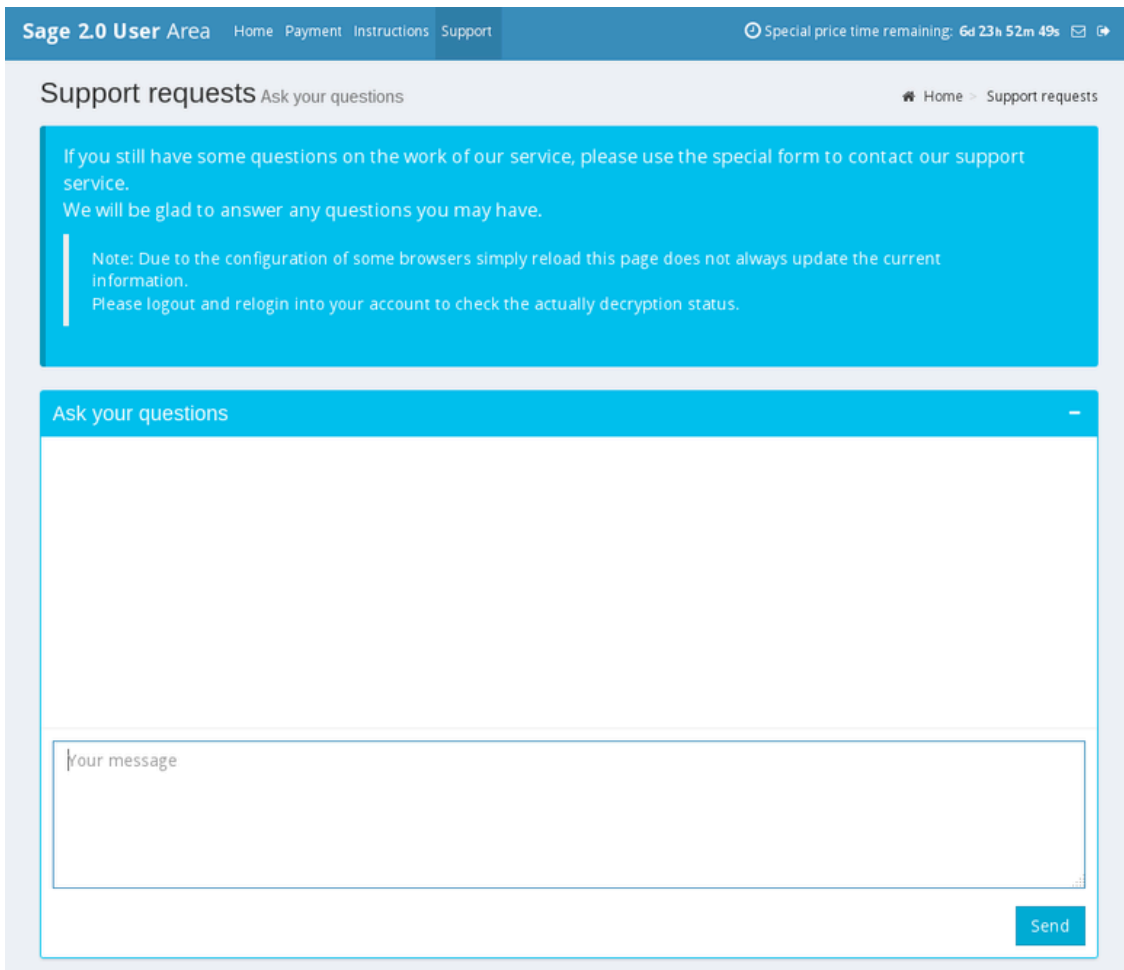 Sage 2.0 User Area Home Payment Instructions Support Special price time remaining: 6d 23h 52m 49s
Support requests Ask your questions Home > Support requests
If you still have some questions on the work of our service, please use the special form to contact our support
service.
We will be glad to answer any questions you may have.
Note: Due to the configuration of some browsers simply reload this page does not always update the current
information.
Please logout and relogin into your account to check the actually decryption status.
Ask your questions
Your message
Send